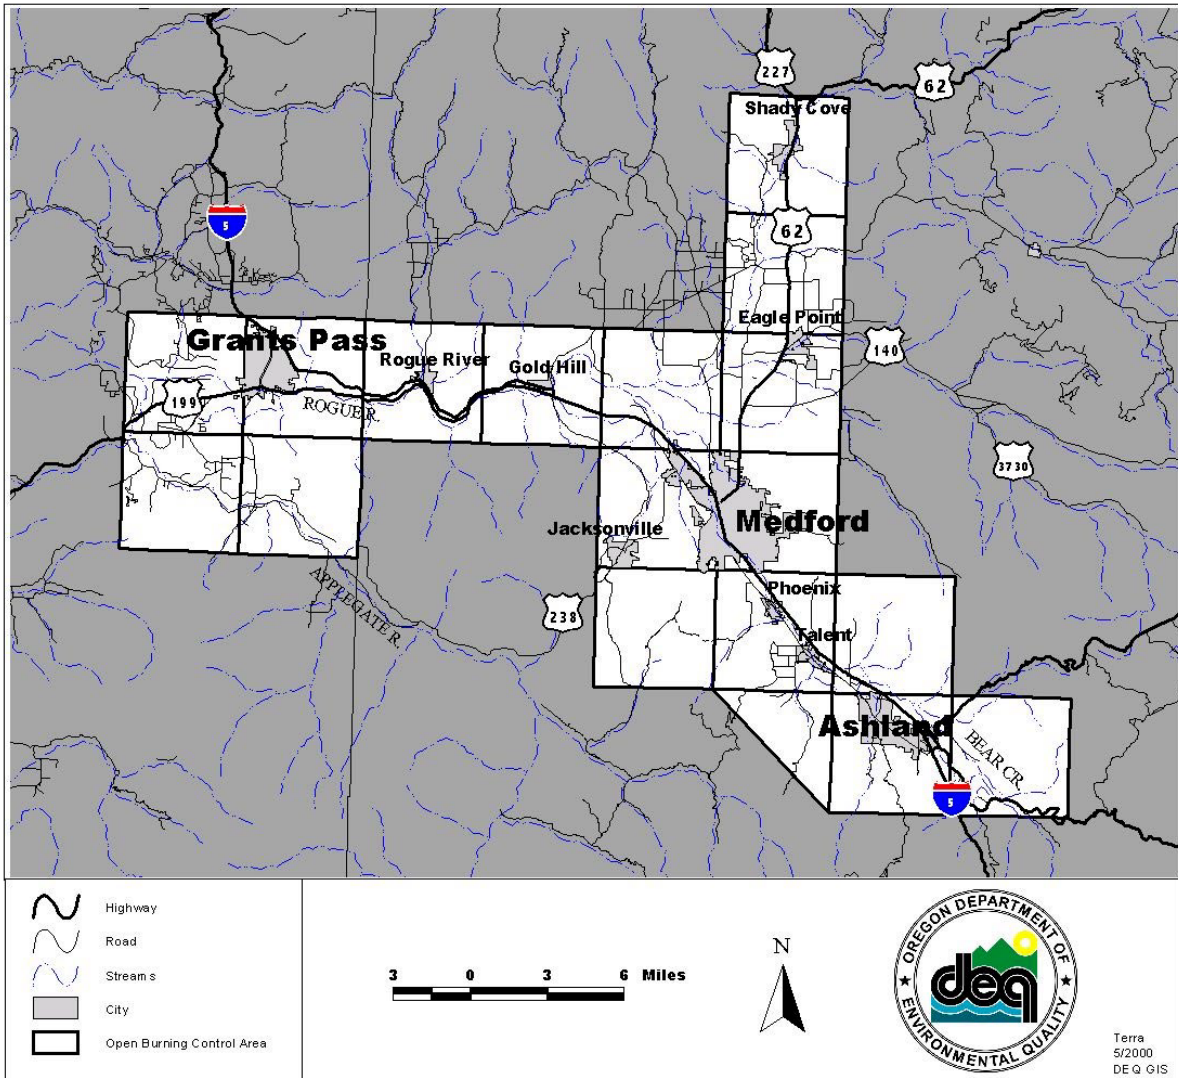 227
62
Shady Cove
5
62
Eagle Point
Grants Pass
140
Rogue River
Gold Hill
199
ROGUE R.
3730
Medford
Jacksonville
APPLEGATE R.
238
Phoenix
Talent
Ashland
BEAR CR.
5
Highway
Road
Streams
City
Open Burning Control Area
3 0 3 6 Miles
N
OREGON DEPARTMENT OF
deq
ENVIRONMENTAL QUALITY
Terra
5/2000
DEQ GIS